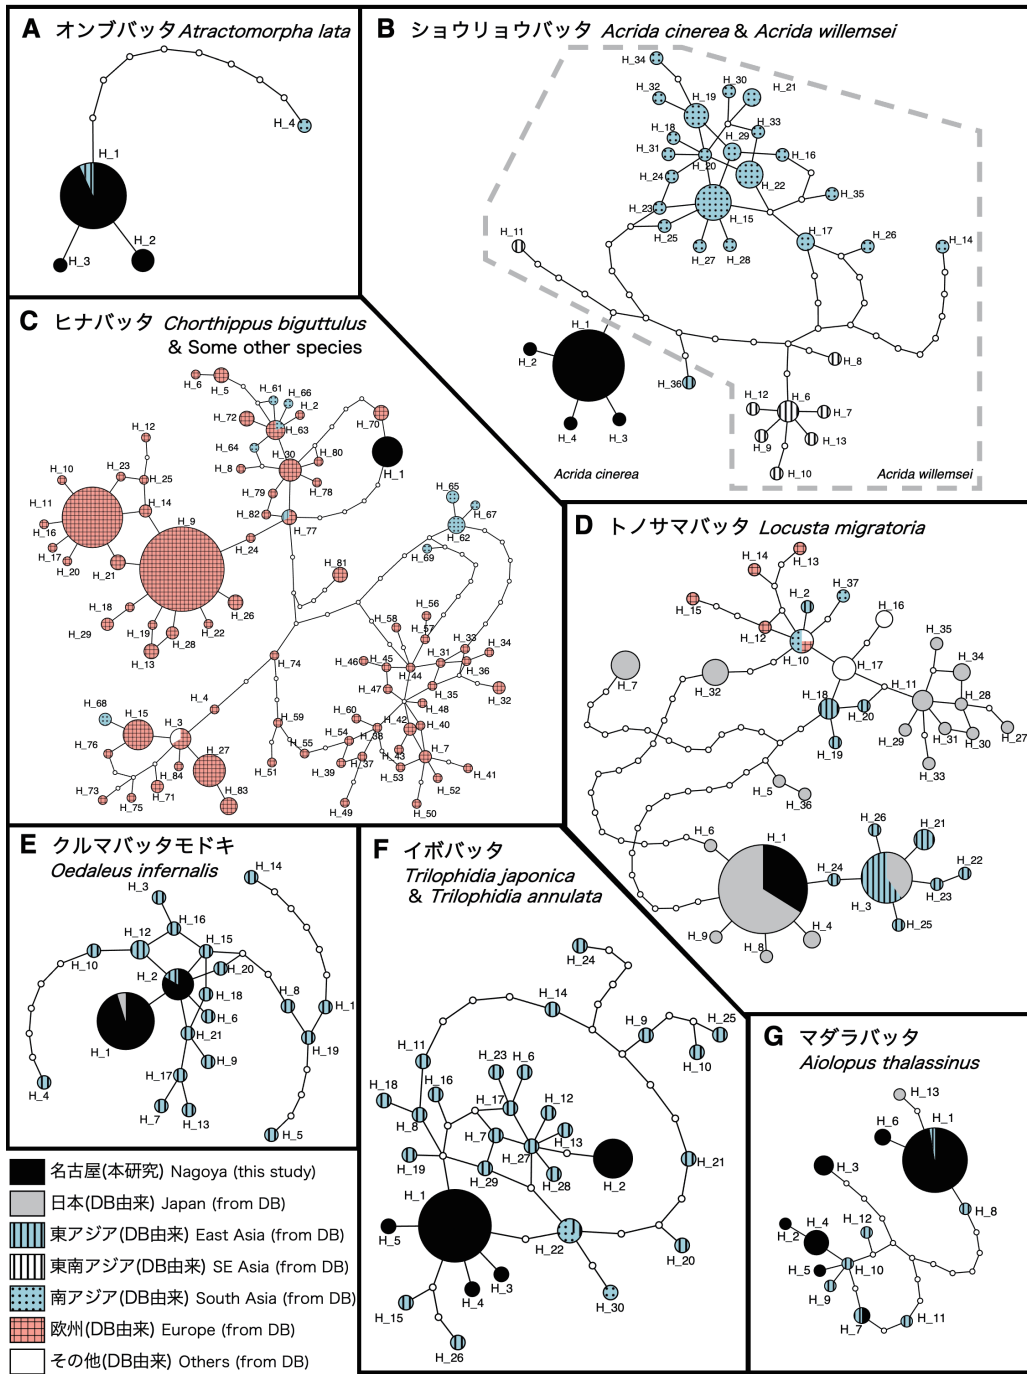 A オンブバッタ Atractomorpha lata
H_4
H_1
H_2
H_3
B ショウリョウバッタ Acrida cinerea & Acrida willemsei
H_34
H_30
H_21
H_32
H_19
H_33
H_18
H_29
H_31
H_20
H_16
H_24
H_22
H_35
H_23
H_15
H_25
H_17
H_26
H_14
H_11
H_27
H_28
H_1
H_2
H_8
H_36
H_12
H_6
H_7
H_4
H_3
H_9
H_13
H_10
Acrida cinerea
Acrida willemsei
C ヒナバッタ Chorthippus biguttulus
& Some other species
H_6
H_5
H_61
H_66
H_2
H_72
H_63
H_70
H_12
H_64
H_30
H_80
H_1
H_10
H_23
H_25
H_8
H_78
H_11
H_14
H_79
H_65
H_67
H_9
H_82
H_77
H_62
H_16
H_17
H_24
H_69
H_20
H_21
H_81
H_18
H_26
H_56
H_29
H_19
H_22
H_58
H_57
H_28
H_13
H_33
H_34
H_74
H_46
H_45
H_31
H_36
H_44
H_4
H_47
H_35
H_32
H_68
H_15
H_3
H_48
H_60
H_59
H_42
H_40
H_54
H_38
H_76
H_27
H_55
H_43
H_7
H_84
H_51
H_39
H_37
H_53
H_41
H_73
H_71
H_83
H_52
H_75
H_49
H_50
D トノサマバッタ Locusta migratoria
H_14
H_13
H_37
H_2
H_15
H_16
H_12
H_35
H_10
H_17
H_34
H_7
H_32
H_18
H_11
H_28
H_20
H_27
H_19
H_29
H_31
H_30
H_33
H_5
H_36
H_6
H_1
H_26
H_21
H_24
H_22
H_3
H_23
H_9
H_4
H_25
H_8
E クルマバッタモドキ
Oedaleus infernalis
H_14
H_3
H_16
H_12
H_15
H_10
H_2
H_20
H_18
H_8
H_1
H_6
H_1
H_21
H_19
H_9
H_4
H_17
H_7
H_13
H_5
F イボバッタ
Trilophidia japonica
& Trilophidia annulata
H_24
H_14
H_9
H_25
H_11
H_23
H_6
H_10
H_18
H_16
H_17
H_12
H_8
H_7
H_13
H_27
H_19
H_21
H_29
H_28
H_2
H_1
H_5
H_22
H_20
H_3
H_4
H_15
H_30
H_26
G マダラバッタ
Aiolopus thalassinus
H_13
H_6
H_1
H_3
H_8
H_4
H_12
H_2
H_5
H_10
H_9
H_7
H_11
名古屋(本研究) Nagoya (this study)
日本(DB由来) Japan (from DB)
東アジア(DB由来) East Asia (from DB)
東南アジア(DB由来) SE Asia (from DB)
南アジア(DB由来) South Asia (from DB)
欧州(DB由来) Europe (from DB)
その他(DB由来) Others (from DB)